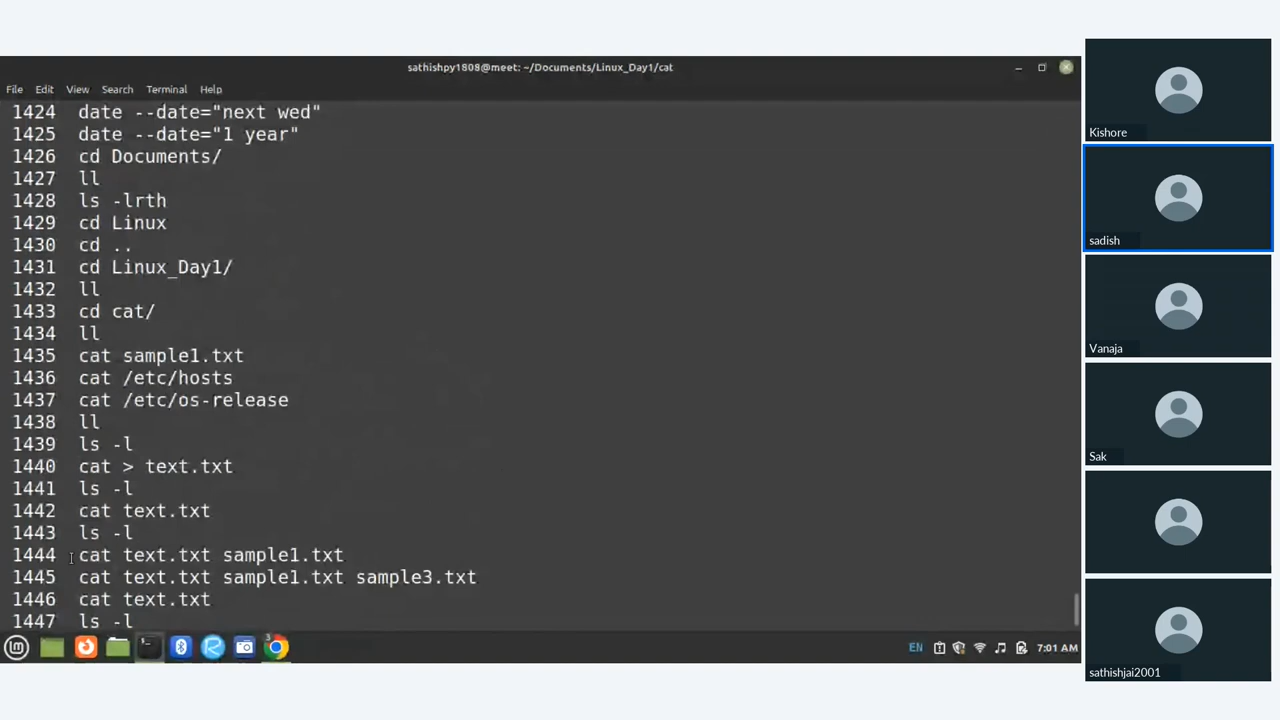 sathishpy1808@meet: ~/Documents/Linux_Day1/cat
File Edit View Search Terminal Help
1424 date --date="next wed"
1425 date --date="1 year"
1426 cd Documents/
1427 ll
1428 ls -lrth
1429 cd Linux
1430 cd ..
1431 cd Linux_Day1/
1432 ll
1433 cd cat/
1434 ll
1435 cat sample1.txt
1436 cat /etc/hosts
1437 cat /etc/os-release
1438 ll
1439 ls -l
1440 cat > text.txt
1441 ls -l
1442 cat text.txt
1443 ls -l
1444 cat text.txt sample1.txt
1445 cat text.txt sample1.txt sample3.txt
1446 cat text.txt
1447 ls -l
3
EN 7:01 AM
Kishore
sadish
Vanaja
Sak
sathishjai2001